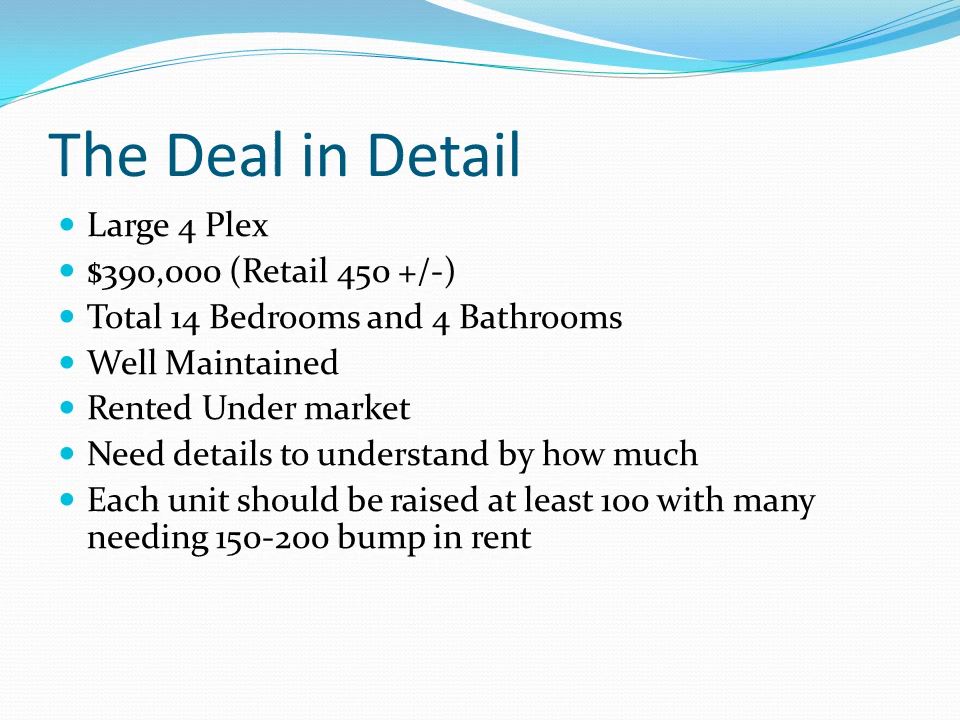 The Deal in Detail
• Large 4 Plex
• $390,000 (Retail 450 +/-)
• Total 14 Bedrooms and 4 Bathrooms
• Well Maintained
• Rented Under market
• Need details to understand by how much
• Each unit should be raised at least 100 with many
needing 150-200 bump in rent